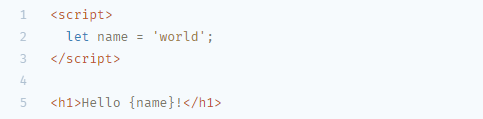 1 <script>
2   let name = 'world';
3 </script>
4
5 <h1>Hello {name}!</h1>